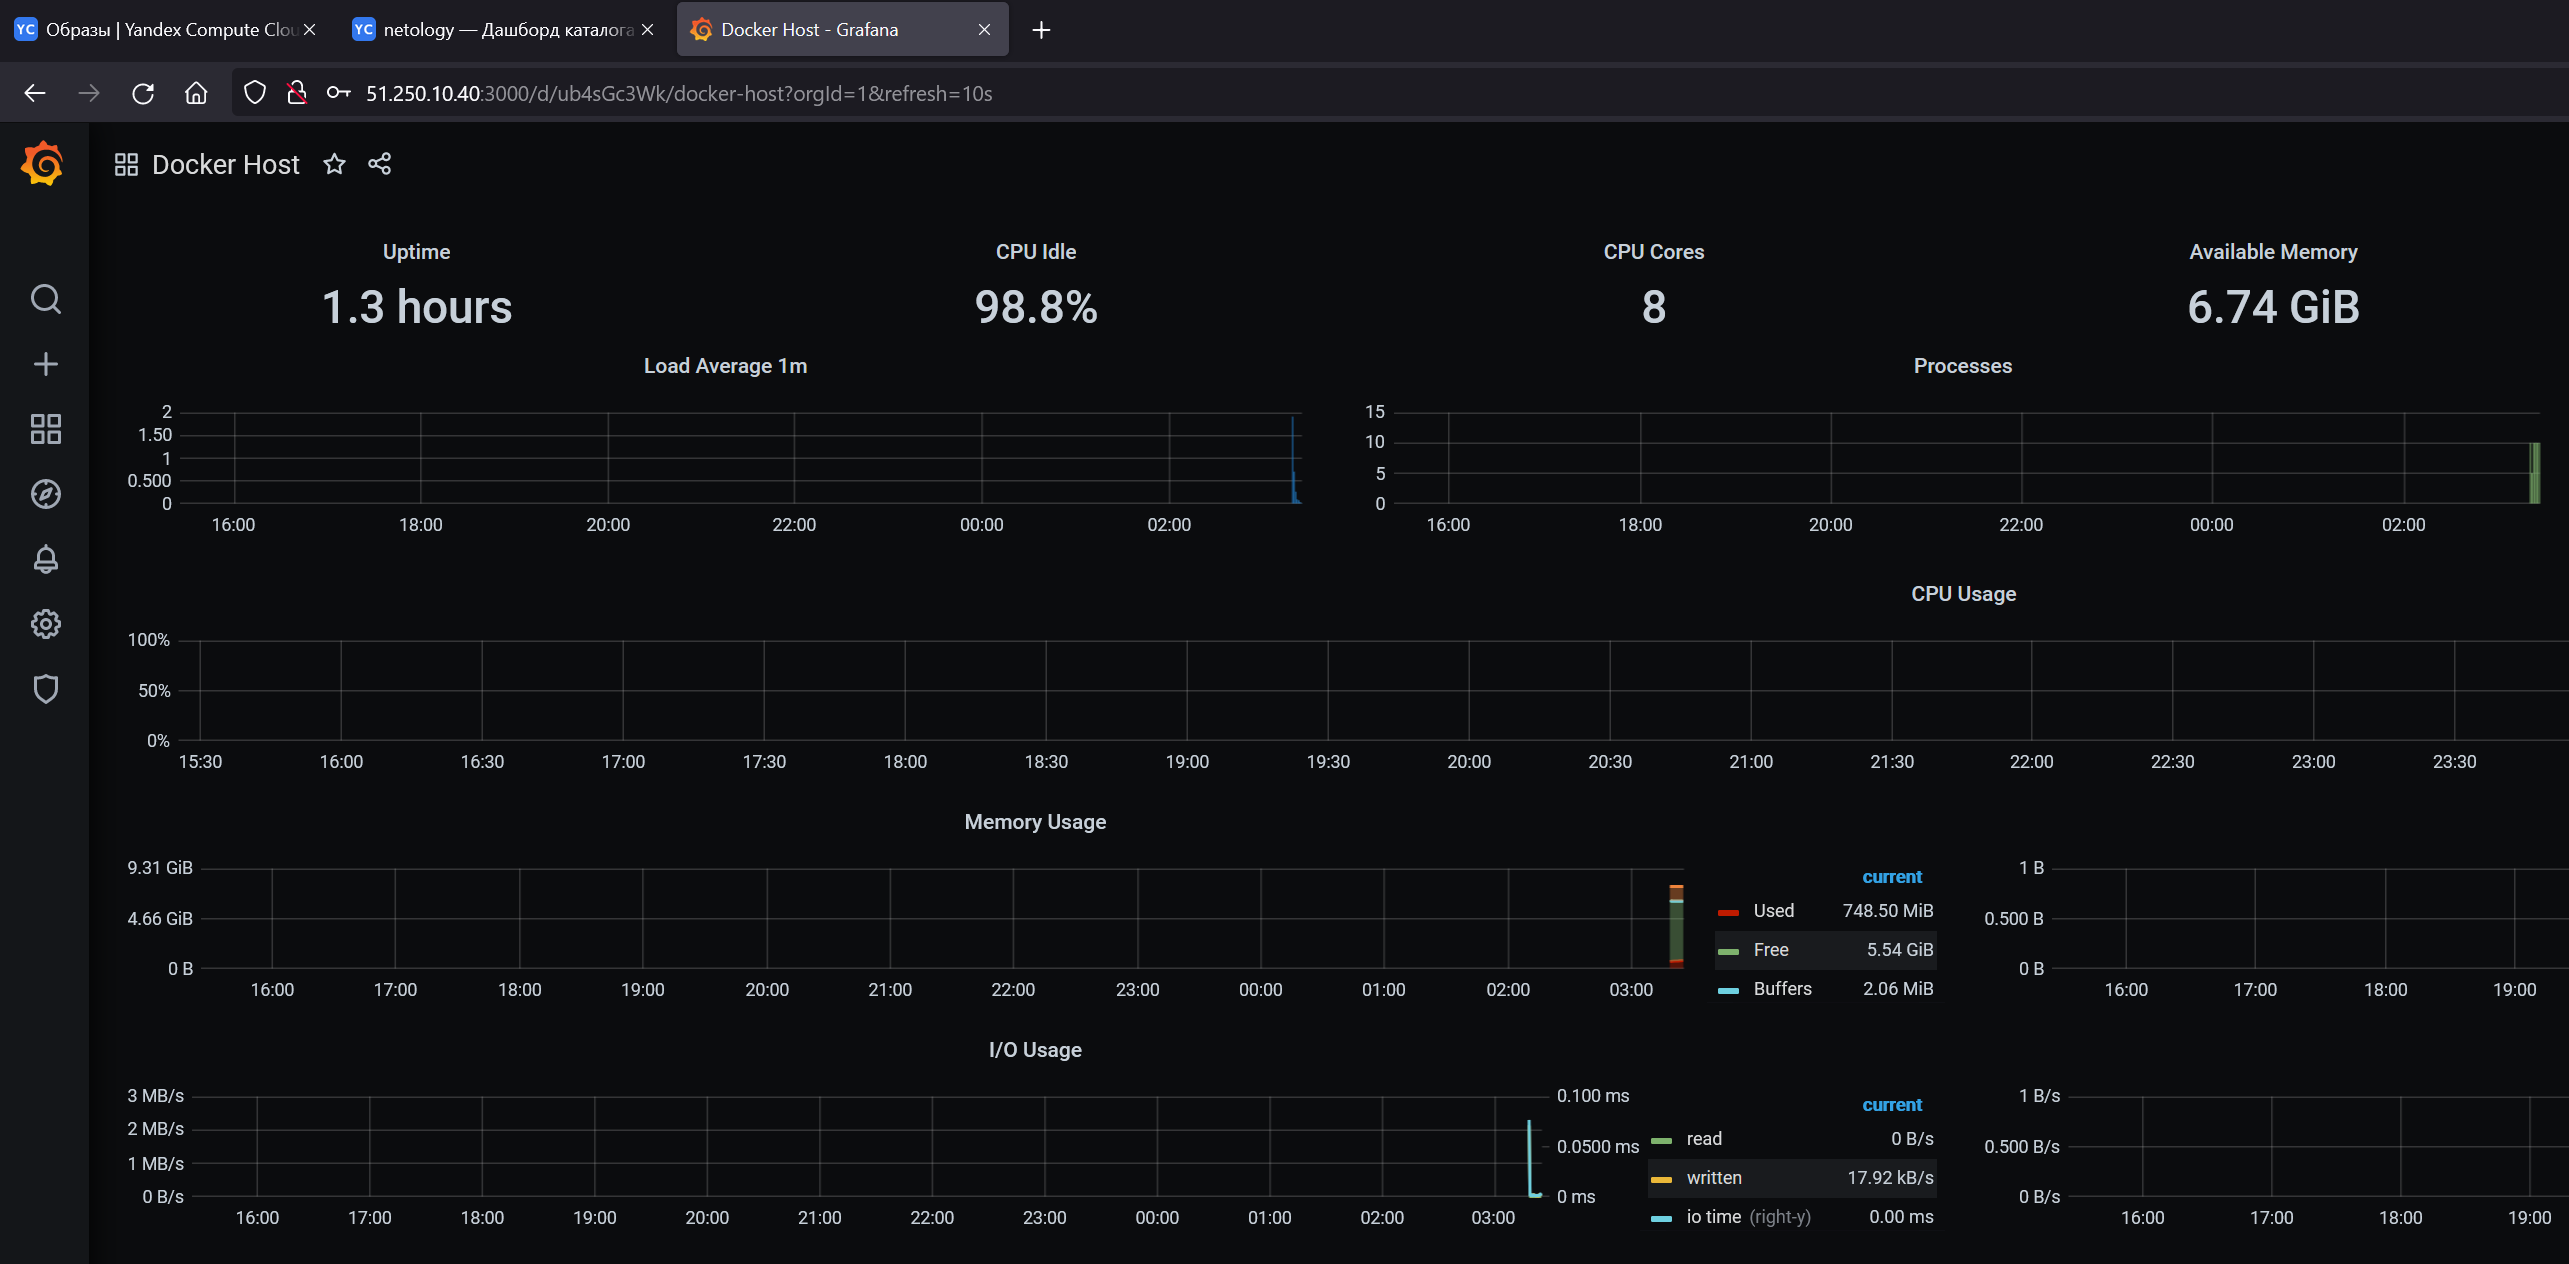 YC Образы | Yandex Compute Clou
YC netology — Дашборд каталога
Docker Host - Grafana
51.250.10.40:3000/d/ub4sGc3Wk/docker-host?orgId=1&refresh=10s
Docker Host
Uptime CPU Idle CPU Cores Available Memory
1.3 hours 98.8% 8 6.74 GiB
Load Average 1m
2
1.50
1
0.500
0
16:00 18:00 20:00 22:00 00:00 02:00
Processes
15
10
5
0
16:00 18:00 20:00 22:00 00:00 02:00
CPU Usage
100%
50%
0%
15:30 16:00 16:30 17:00 17:30 18:00 18:30 19:00 19:30 20:00 20:30 21:00 21:30 22:00 22:30 23:00 23:30
Memory Usage
9.31 GiB
4.66 GiB
0 B
16:00 17:00 18:00 19:00 20:00 21:00 22:00 23:00 00:00 01:00 02:00 03:00
current
Used 748.50 MiB
Free 5.54 GiB
Buffers 2.06 MiB
1 B
0.500 B
0 B
16:00 17:00 18:00 19:00
I/O Usage
3 MB/s
2 MB/s
1 MB/s
0 B/s
0.100 ms
0.0500 ms
0 ms
16:00 17:00 18:00 19:00 20:00 21:00 22:00 23:00 00:00 01:00 02:00 03:00
current
read 0 B/s
written 17.92 kB/s
io time (right-y) 0.00 ms
1 B/s
0.500 B/s
0 B/s
16:00 17:00 18:00 19:00